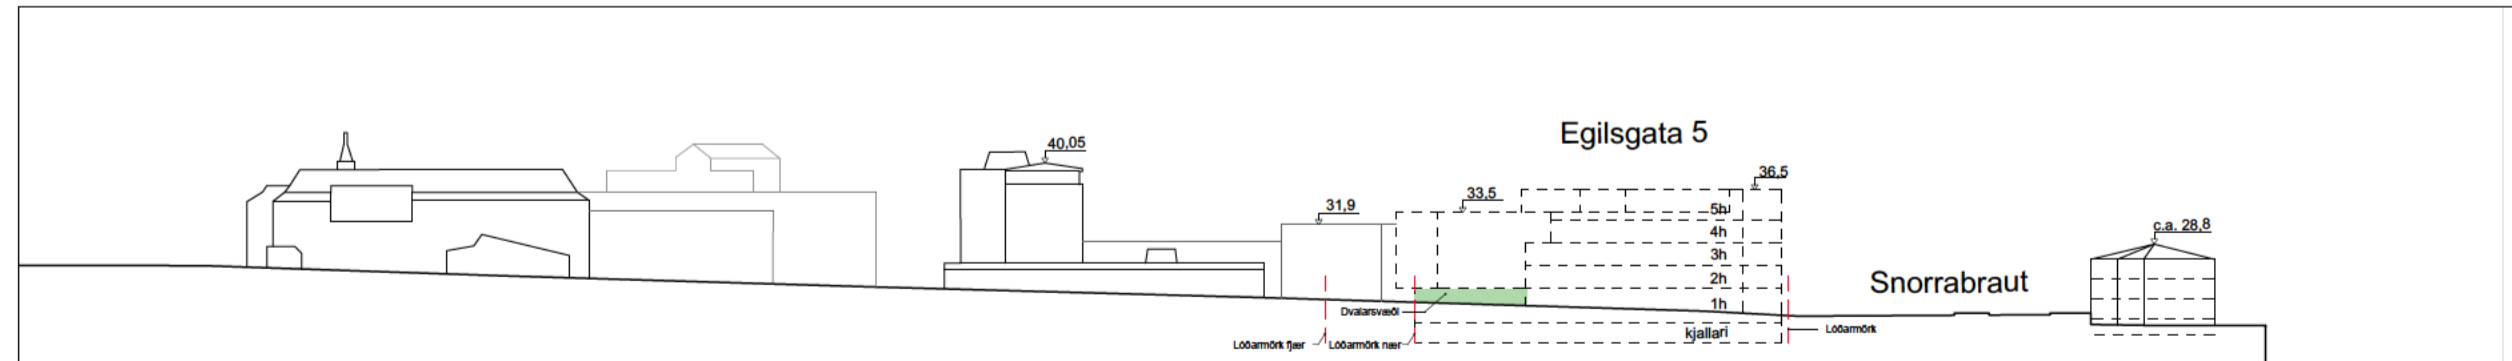 Egilsgata 5
40,05
36,5
33,5
31,9
5h
4h
c.a. 28,8
3h
2h
Snorrabraut
1h
Dvalarsvæði
kjallari
Lóðarmörk
Lóðarmörk fjær
Lóðarmörk nær